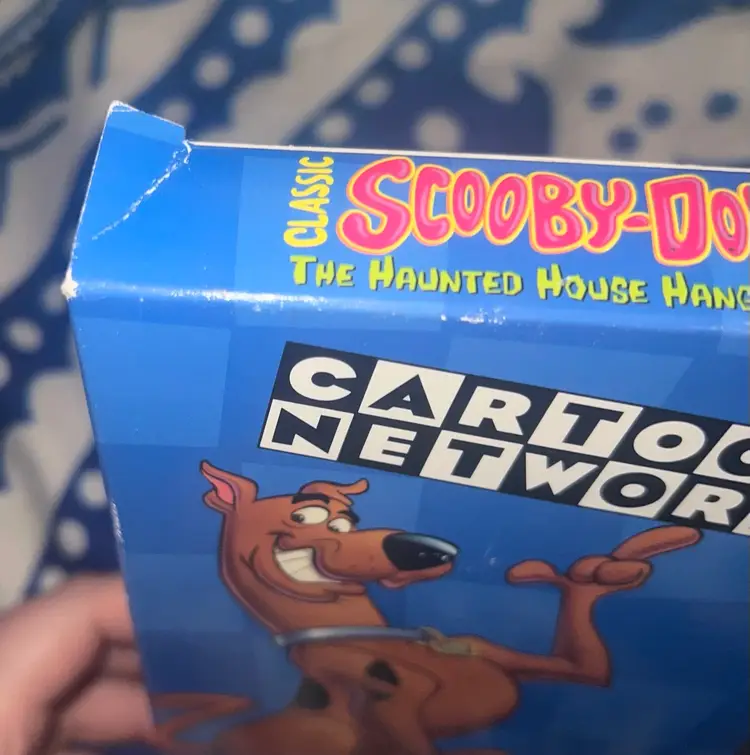 CLASSIC
SCOOBY-DO
THE HAUNTED HOUSE HANG
CARTOO
NETWOR